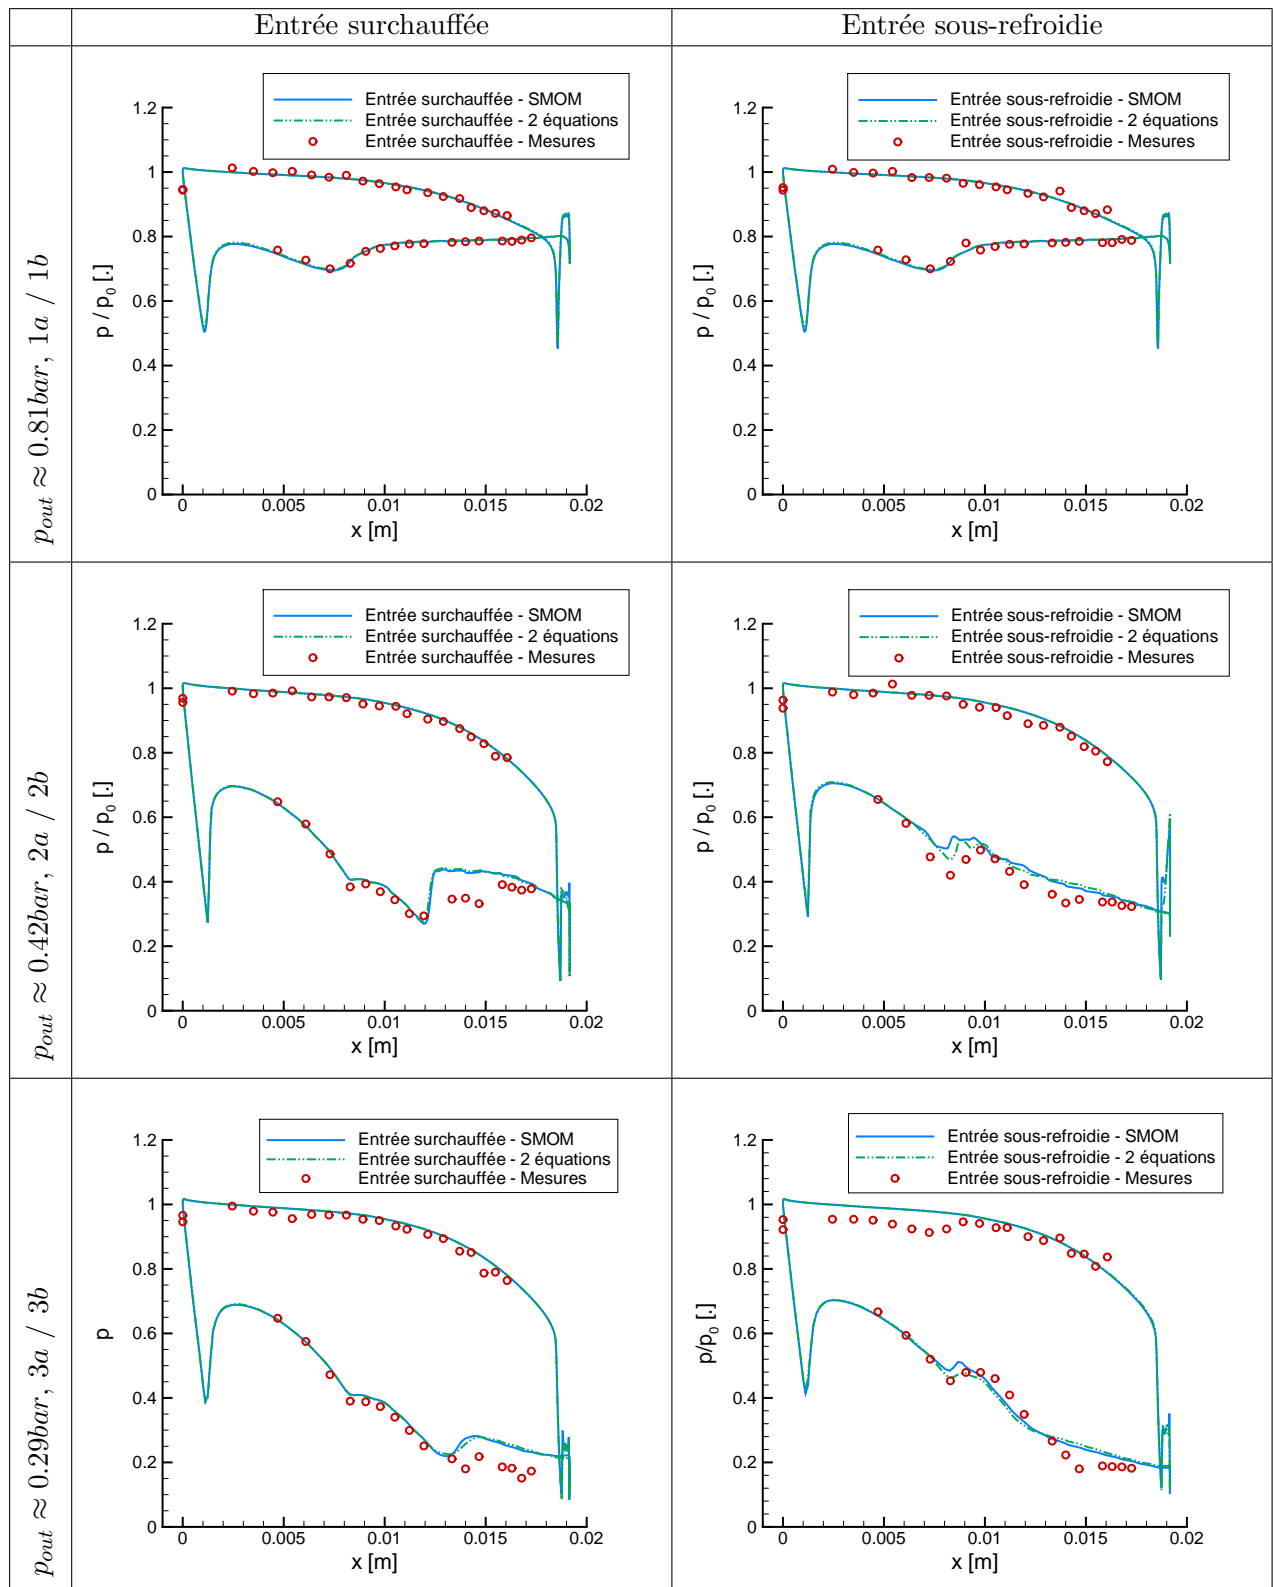 Entrée surchauffée
Entrée sous-refroidie
p_out ≈ 0.81bar, 1a / 1b
Entrée surchauffée - SMOM
Entrée surchauffée - 2 équations
Entrée surchauffée - Mesures
1.2
1
0.8
0.6
0.4
0.2
0
p / p_0 [.]
0 0.005 0.01 0.015 0.02
x [m]
Entrée sous-refroidie - SMOM
Entrée sous-refroidie - 2 équations
Entrée sous-refroidie - Mesures
1.2
1
0.8
0.6
0.4
0.2
0
p / p_0 [.]
0 0.005 0.01 0.015 0.02
x [m]
p_out ≈ 0.42bar, 2a / 2b
Entrée surchauffée - SMOM
Entrée surchauffée - 2 équations
Entrée surchauffée - Mesures
1.2
1
0.8
0.6
0.4
0.2
0
p / p_0 [.]
0 0.005 0.01 0.015 0.02
x [m]
Entrée sous-refroidie - SMOM
Entrée sous-refroidie - 2 équations
Entrée sous-refroidie - Mesures
1.2
1
0.8
0.6
0.4
0.2
0
p / p_0 [.]
0 0.005 0.01 0.015 0.02
x [m]
p_out ≈ 0.29bar, 3a / 3b
Entrée surchauffée - SMOM
Entrée surchauffée - 2 équations
Entrée surchauffée - Mesures
1.2
1
0.8
0.6
0.4
0.2
0
p
0 0.005 0.01 0.015 0.02
x [m]
Entrée sous-refroidie - SMOM
Entrée sous-refroidie - 2 équations
Entrée sous-refroidie - Mesures
1.2
1
0.8
0.6
0.4
0.2
0
p/p_0 [.]
0 0.005 0.01 0.015 0.02
x [m]